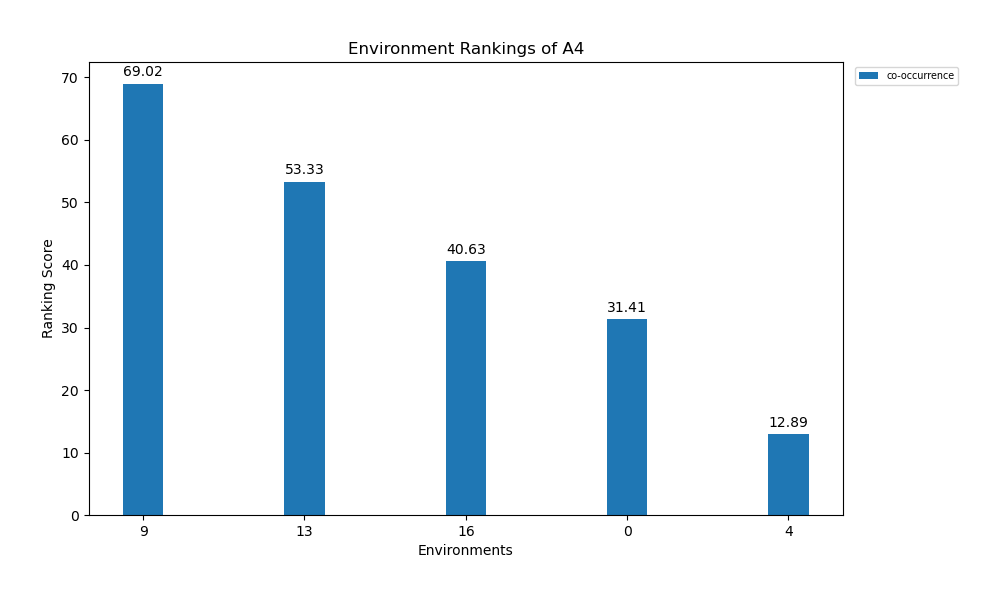 Environment Rankings of A4
co-occurrence
Ranking Score
70
60
50
40
30
20
10
0
69.02
53.33
40.63
31.41
12.89
9 13 16 0 4
Environments